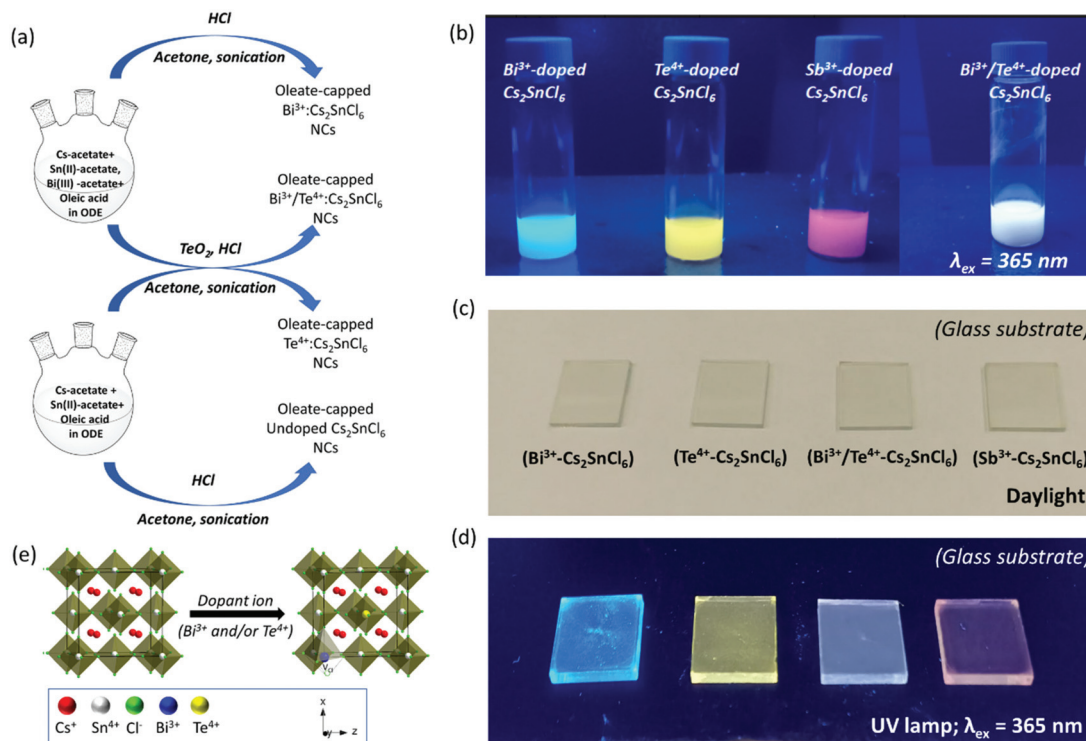 (a)
HCl
Acetone, sonication
Oleate-capped
Bi³⁺:Cs₂SnCl₆
NCs
Cs-acetate+
Sn(II)-acetate,
Bi(III) -acetate+
Oleic acid
in ODE
Oleate-capped
Bi³⁺/Te⁴⁺:Cs₂SnCl₆
NCs
TeO₂, HCl
Acetone, sonication
Oleate-capped
Te⁴⁺:Cs₂SnCl₆
NCs
Cs-acetate +
Sn(II)-acetate+
Oleic acid
in ODE
Oleate-capped
Undoped Cs₂SnCl₆
NCs
HCl
Acetone, sonication
(b)
Bi³⁺-doped
Cs₂SnCl₆
Te⁴⁺-doped
Cs₂SnCl₆
Sb³⁺-doped
Cs₂SnCl₆
Bi³⁺/Te⁴⁺-doped
Cs₂SnCl₆
λex = 365 nm
(c)
(Glass substrate)
(Bi³⁺-Cs₂SnCl₆)
(Te⁴⁺-Cs₂SnCl₆)
(Bi³⁺/Te⁴⁺-Cs₂SnCl₆)
(Sb³⁺-Cs₂SnCl₆)
Daylight
(d)
(Glass substrate)
UV lamp; λex = 365 nm
(e)
Dopant ion
(Bi³⁺ and/or Te⁴⁺)
VCl
Cs⁺
Sn⁴⁺
Cl⁻
Bi³⁺
Te⁴⁺
x
y
z